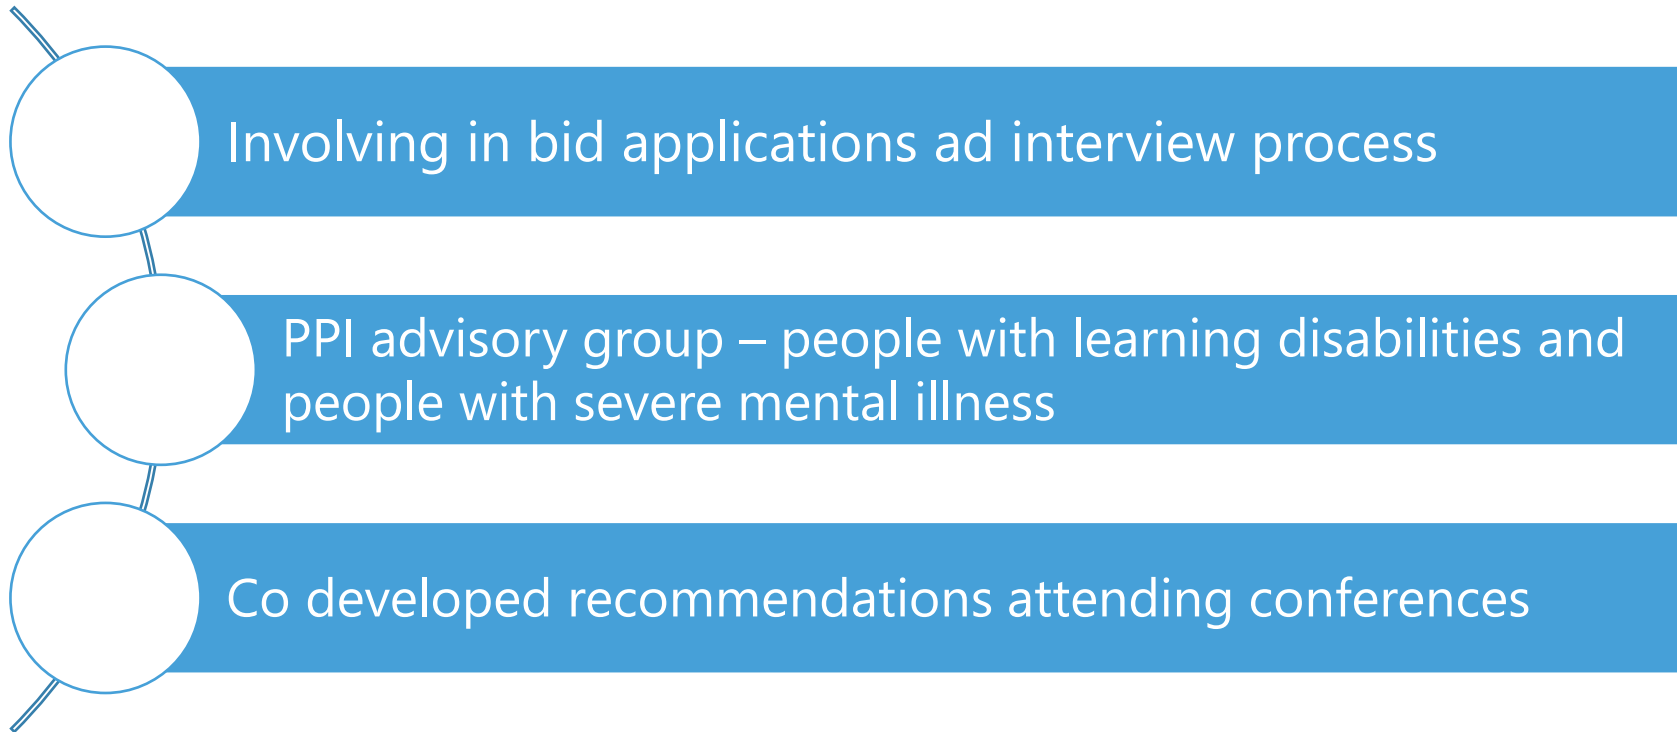 Involving in bid applications ad interview process
PPI advisory group – people with learning disabilities and
people with severe mental illness
Co developed recommendations attending conferences